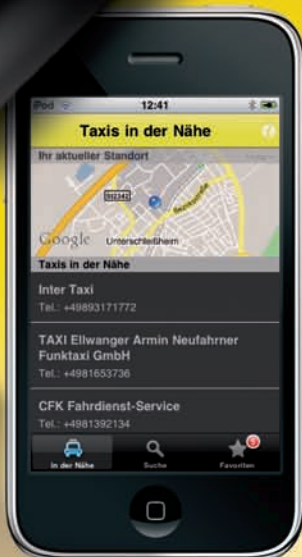 iPod 12:41
Taxis in der Nähe
Ihr aktueller Standort
Google Unterschleißheim
Taxis in der Nähe
Inter Taxi
Tel.: +49893171772
TAXI Ellwanger Armin Neufahrner
Funktaxi GmbH
Tel.: +4981653736
CFK Fahrdienst-Service
Tel.: +4981392134
in der Nähe Suche Favoriten